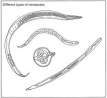 Different types of nematodes